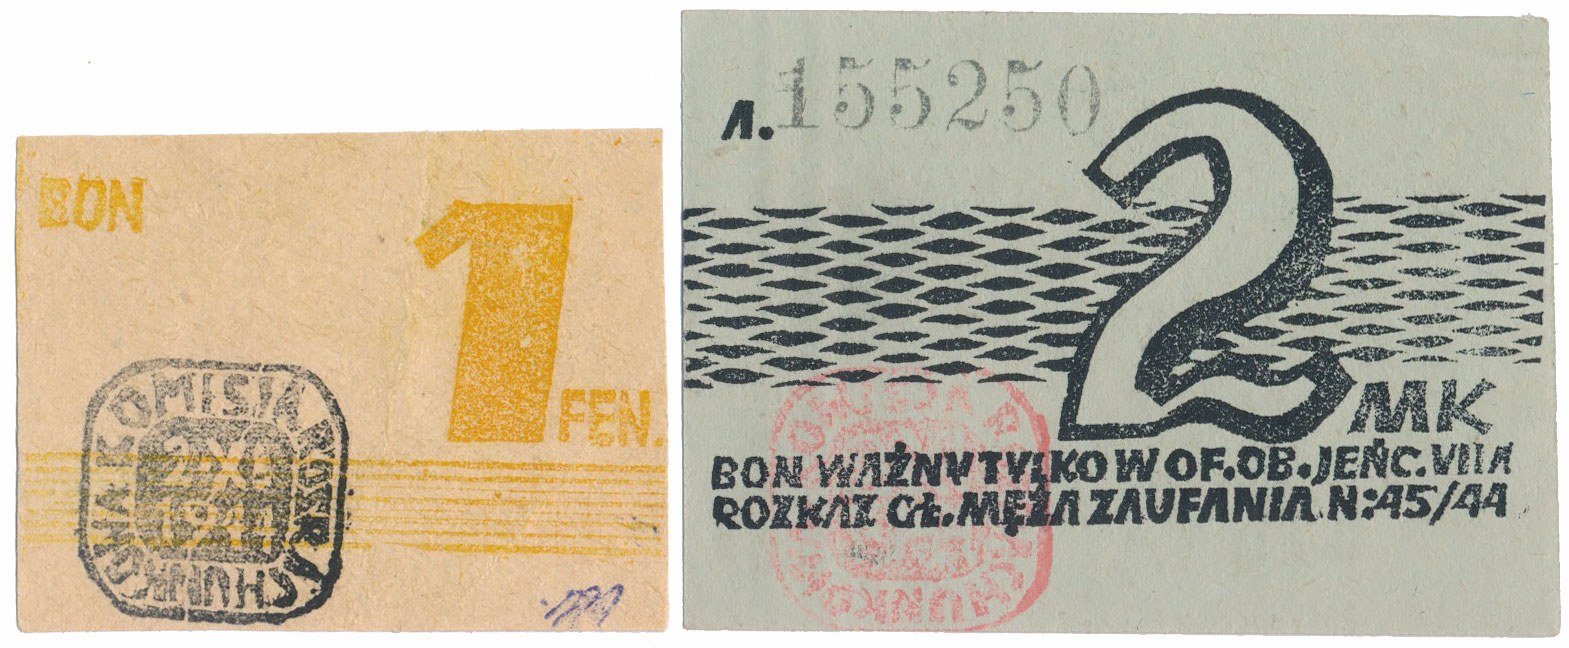 BON
1
FEN.
KOMISJA ROZRACHUNKOWA
A. 155250
2
MK
BON WAŻNY TYLKO W OF. OB. JEŃC. VII A
ROZKAZ GŁ. MĘŻA ZAUFANIA N: 45/44